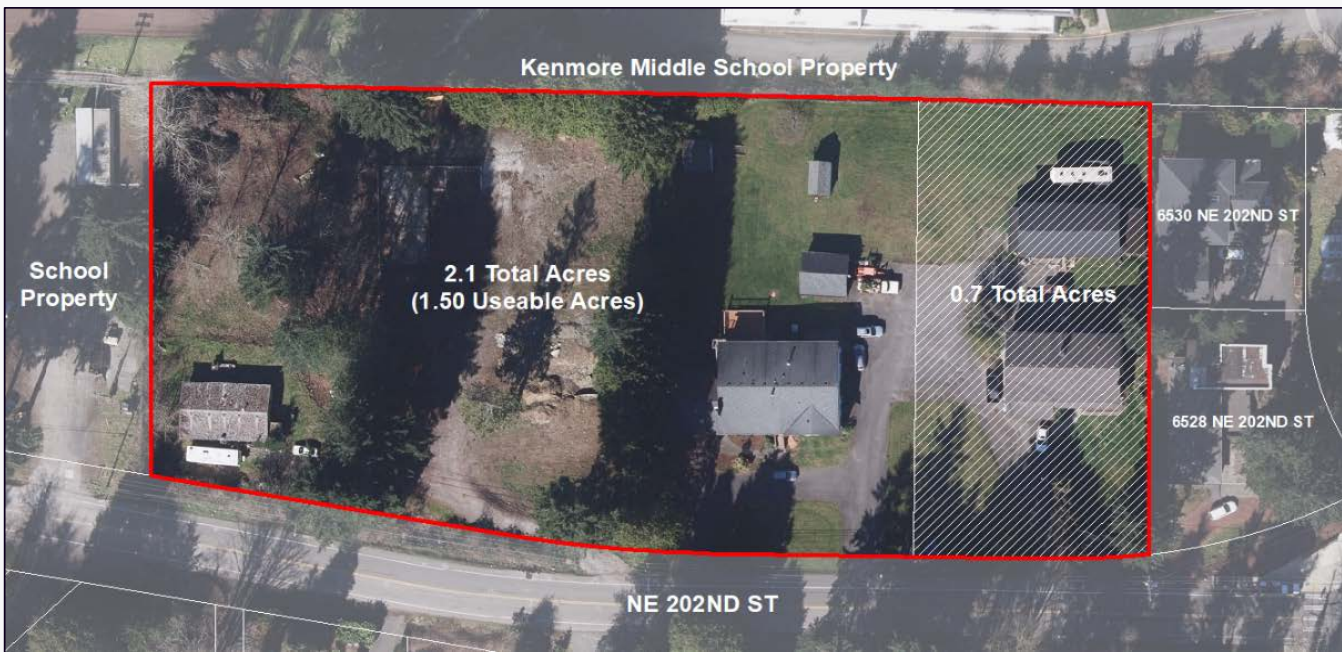 Kenmore Middle School Property
6530 NE 202ND ST
School
Property
2.1 Total Acres
(1.50 Useable Acres)
0.7 Total Acres
6528 NE 202ND ST
NE 202ND ST